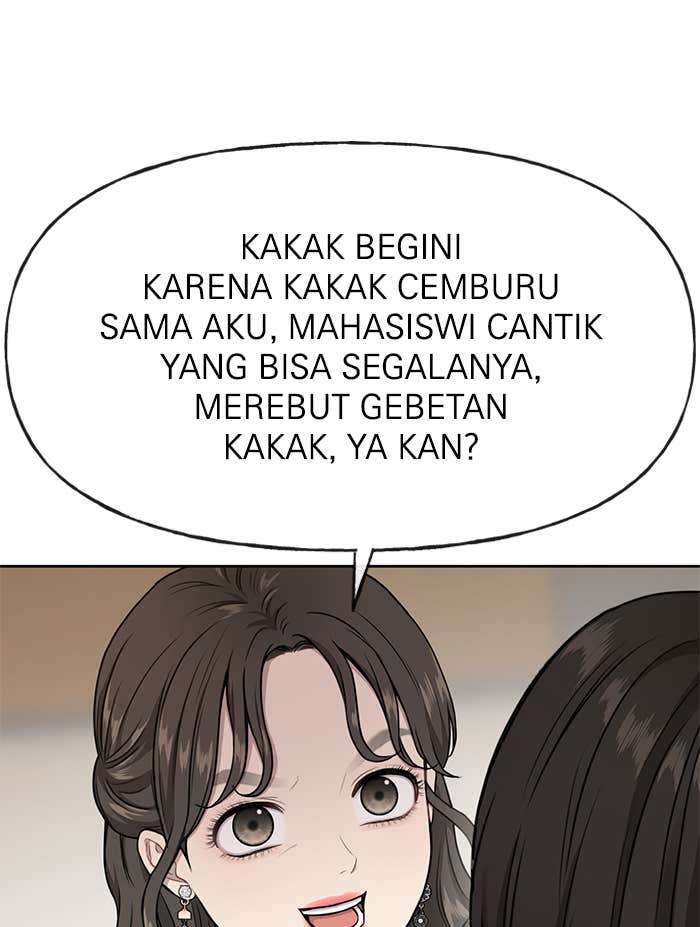 KAKAK BEGINI
KARENA KAKAK CEMBURU
SAMA AKU, MAHASISWI CANTIK
YANG BISA SEGALANYA,
MEREBUT GEBETAN
KAKAK, YA KAN?